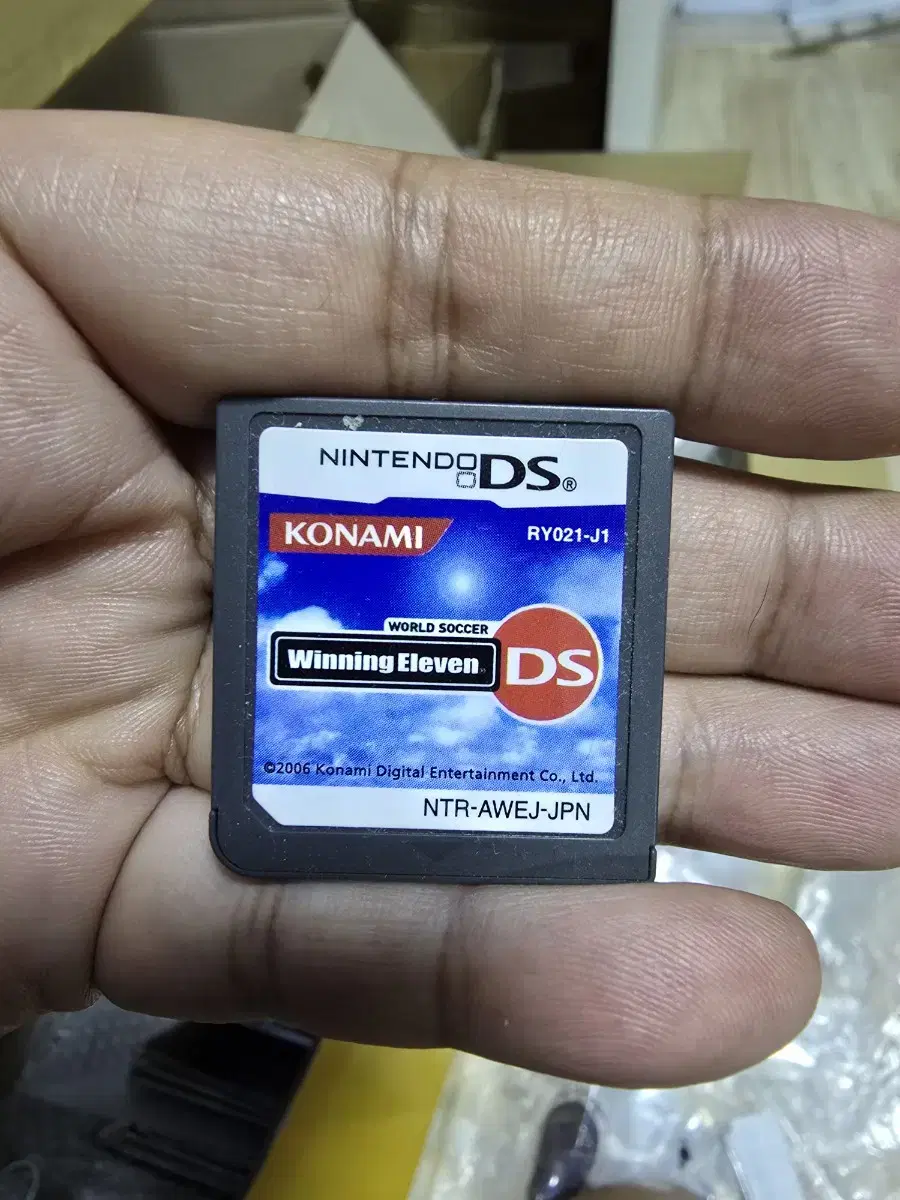 NINTENDO DS®
KONAMI
RY021-J1
WORLD SOCCER
Winning Eleven
DS
©2006 Konami Digital Entertainment Co., Ltd.
NTR-AWEJ-JPN